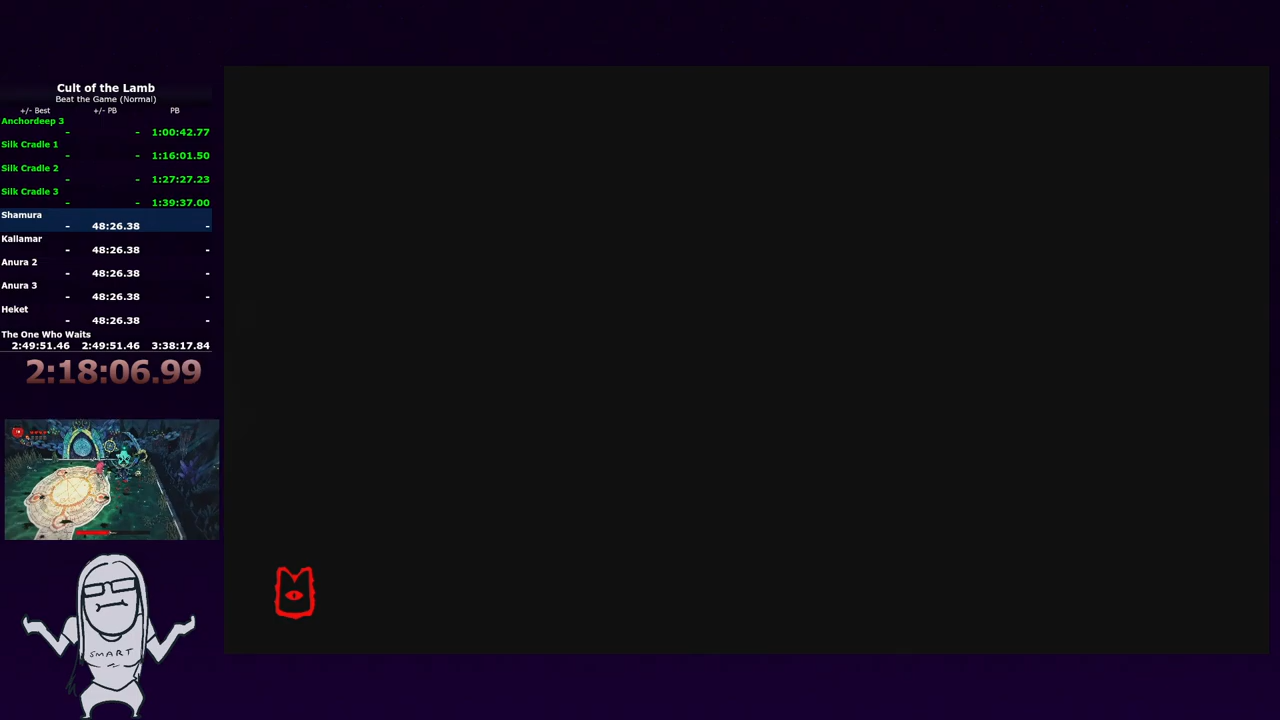 Cult of the Lamb
Beat the Game (Normal)
+/- Best +/- PB PB
Anchordeep 3
- - 1:00:42.77
Silk Cradle 1
- - 1:16:01.50
Silk Cradle 2
- - 1:27:27.23
Silk Cradle 3
- - 1:39:37.00
Shamura
- 48:26.38 -
Kallamar
- 48:26.38 -
Anura 2
- 48:26.38 -
Anura 3
- 48:26.38 -
Heket
- 48:26.38 -
The One Who Waits
2:49:51.46 2:49:51.46 3:38:17.84
2:18:06.99
SMART